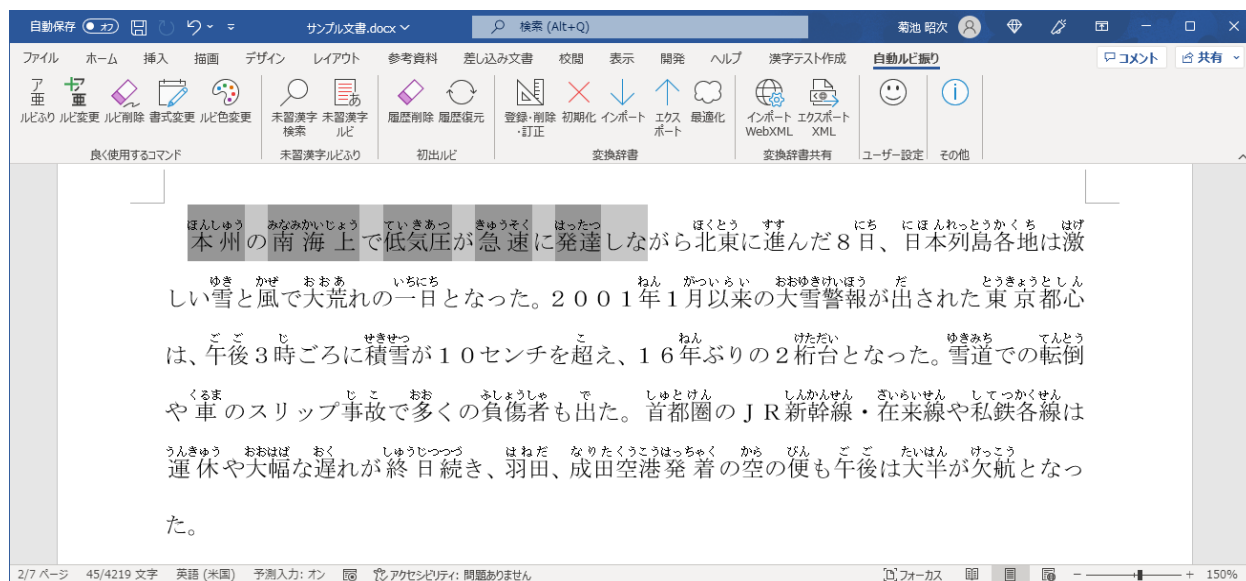 自動保存 オフ サンプル文書.docx 検索 (Alt+Q) 菊池 昭次
ファイル ホーム 挿入 描画 デザイン レイアウト 参考資料 差し込み文書 校閲 表示 開発 ヘルプ 漢字テスト作成 自動ルビ振り コメント 共有
ア亜 ア亜 あ
ルビふり ルビ変更 ルビ削除 書式変更 ルビ色変更 未習漢字検索 未習漢字ルビ 履歴削除 履歴復元 登録・削除・訂正 初期化 インポート エクスポート 最適化 インポートWebXML エクスポートXML
良く使用するコマンド 未習漢字ルビふり 初出ルビ 変換辞書 変換辞書共有 ユーザー設定 その他
ほんしゅう みなみかいじょう ていきあつ きゅうそく はったつ ほくとう すす にち にほんれっとうかくち はげ
本州の南海上で低気圧が急速に発達しながら北東に進んだ８日、日本列島各地は激
ゆき かぜ おおあ いちにち ねん がついらい おおゆきけいほう だ とうきょうとしん
しい雪と風で大荒れの一日となった。２００１年１月以来の大雪警報が出された東京都心
ごご じ せきせつ こ ねん けただい ゆきみち てんとう
は、午後３時ごろに積雪が１０センチを超え、１６年ぶりの２桁台となった。雪道での転倒
くるま じこ おお ふしょうしゃ で しゅとけん しんかんせん ざいらいせん してつかくせん
や車のスリップ事故で多くの負傷者も出た。首都圏のＪＲ新幹線・在来線や私鉄各線は
うんきゅう おおはば おく しゅうじつつづ はねだ なりたくうこうはっちゃく から びん ごご たいはん けっこう
運休や大幅な遅れが終日続き、羽田、成田空港発着の空の便も午後は大半が欠航となっ
た。
2/7 ページ 45/4219 文字 英語 (米国) 予測入力: オン アクセシビリティ: 問題ありません フォーカス 150%